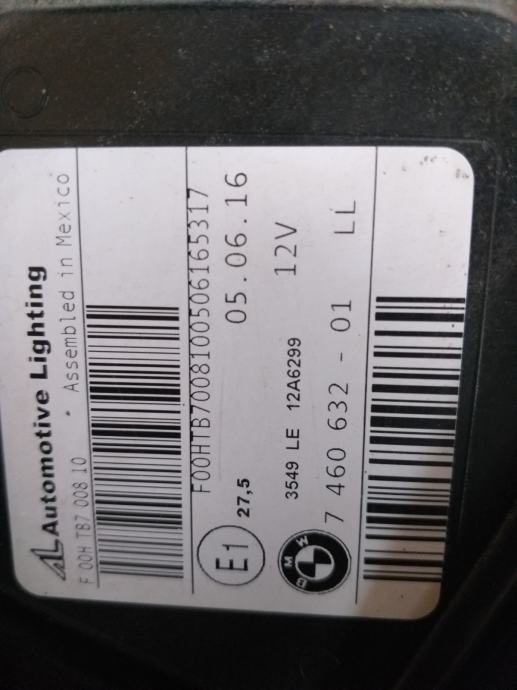 AL Automotive Lighting
F 00H TB7 008 10 • Assembled in Mexico
F00HTB7008100506165317
E1
27,5
05.06.16
3549 LE 12A6299 12V
BMW
7 460 632 - 01 LL